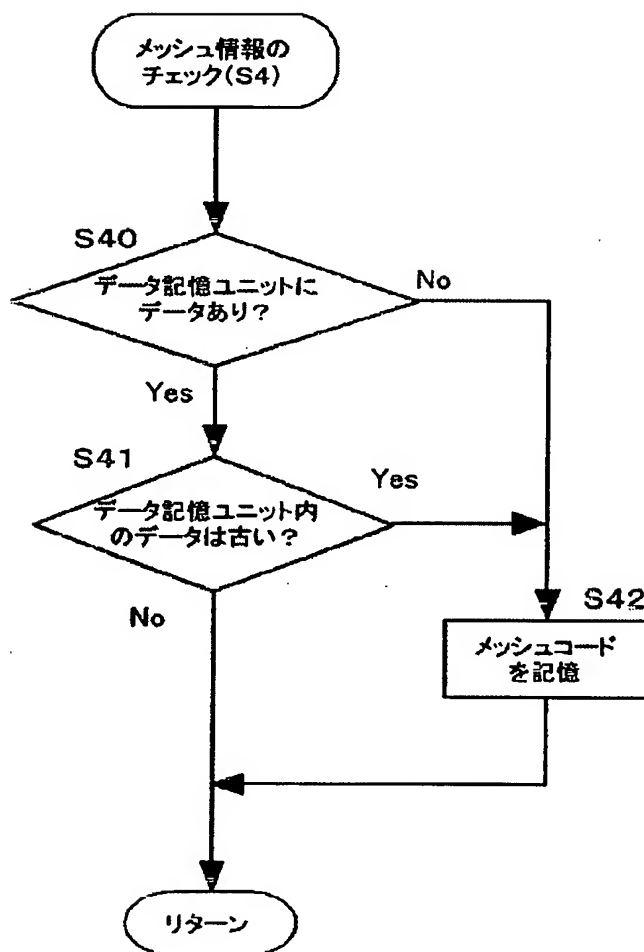 メッシュ情報の
チェック(S4)
S40
データ記憶ユニットに
データあり?
No
Yes
S41
データ記憶ユニット内
のデータは古い?
Yes
No
S42
メッシュコード
を記憶
リターン